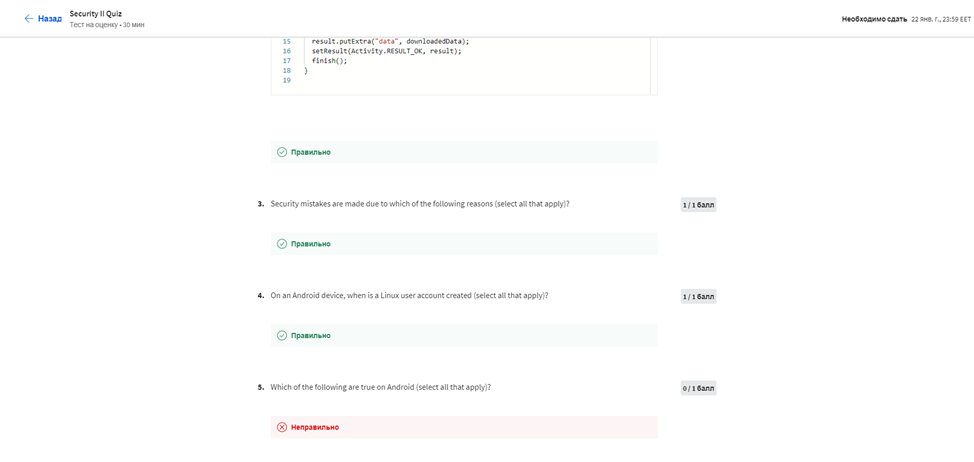 Назад
Security II Quiz
Тест на оценку • 30 мин
Необходимо сдать 22 янв. г., 23:59 EET
15 result.putExtra("data", downloadedData);
16 setResult(Activity.RESULT_OK, result);
17 finish();
18 }
19
Правильно
3. Security mistakes are made due to which of the following reasons (select all that apply)?
1 / 1 балл
Правильно
4. On an Android device, when is a Linux user account created (select all that apply)?
1 / 1 балл
Правильно
5. Which of the following are true on Android (select all that apply)?
0 / 1 балл
Неправильно